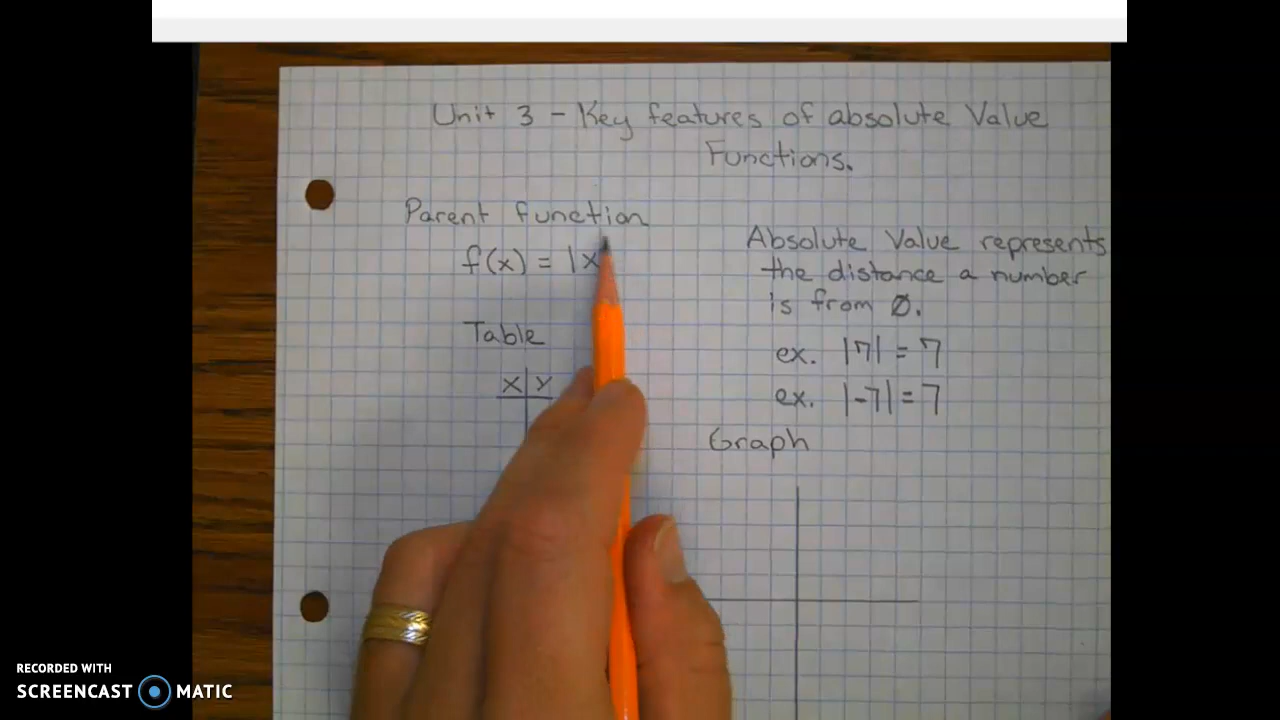 Unit 3 - Key features of absolute Value
Functions.
Parent function
f(x) = |x
Absolute Value represents
the distance a number
is from Ø.
Table
ex. |7| = 7
x y
ex. |-7| = 7
Graph
RECORDED WITH
SCREENCAST MATIC